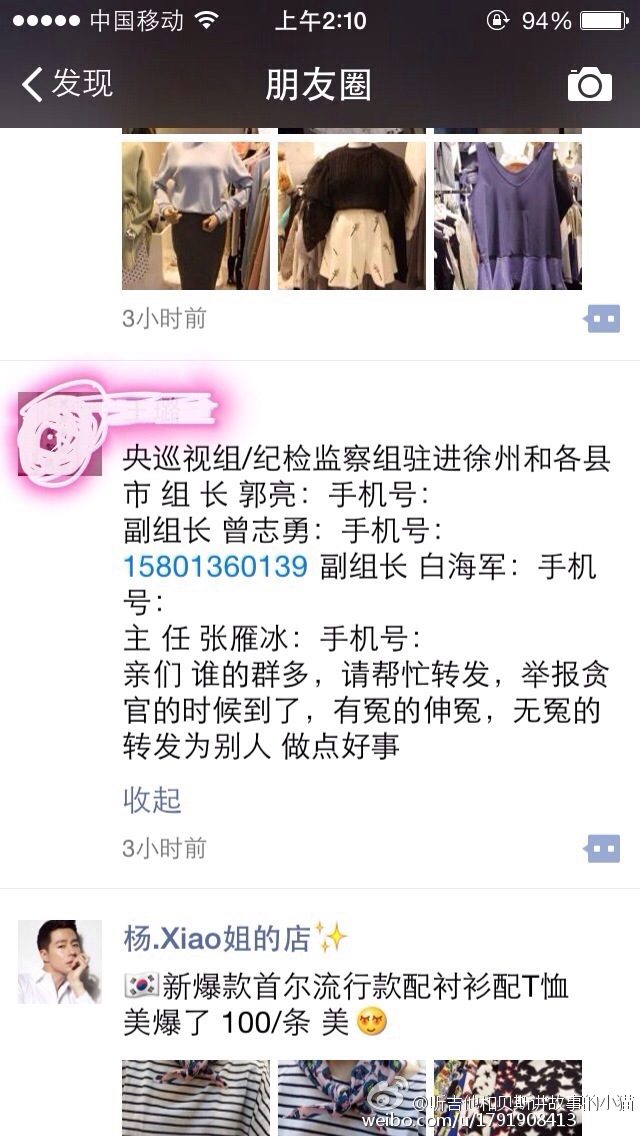 中国移动 上午2:10 94%
发现 朋友圈
3小时前
央巡视组/纪检监察组驻进徐州和各县
市 组 长 郭亮：手机号：
副组长 曾志勇：手机号：
15801360139 副组长 白海军：手机
号：
主 任 张雁冰：手机号：
亲们 谁的群多，请帮忙转发，举报贪
官的时候到了，有冤的伸冤，无冤的
转发为别人 做点好事
收起
3小时前
杨.Xiao姐的店✨
🇰🇷新爆款首尔流行款配衬衫配T恤
美爆了 100/条 美
@听吉他和贝斯讲故事的小猫
weibo.com/u/1791908413